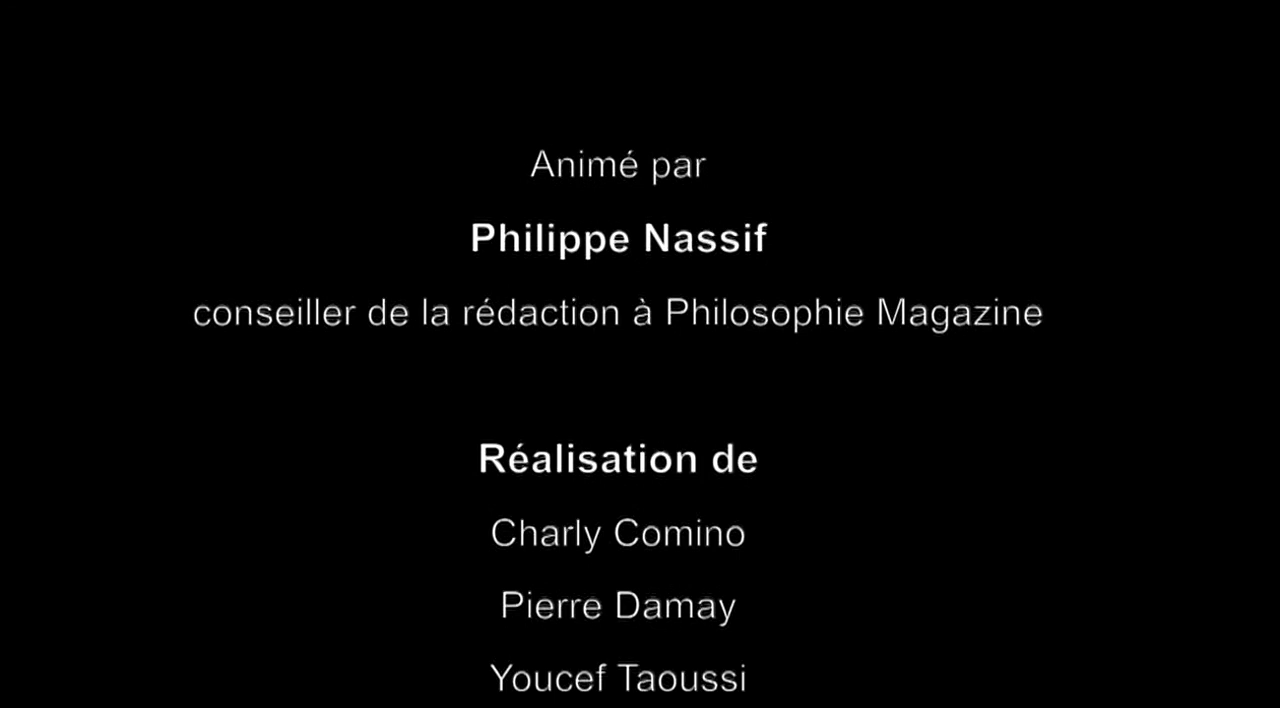 Animé par
Philippe Nassif
conseiller de la rédaction à Philosophie Magazine
Réalisation de
Charly Comino
Pierre Damay
Youcef Taoussi